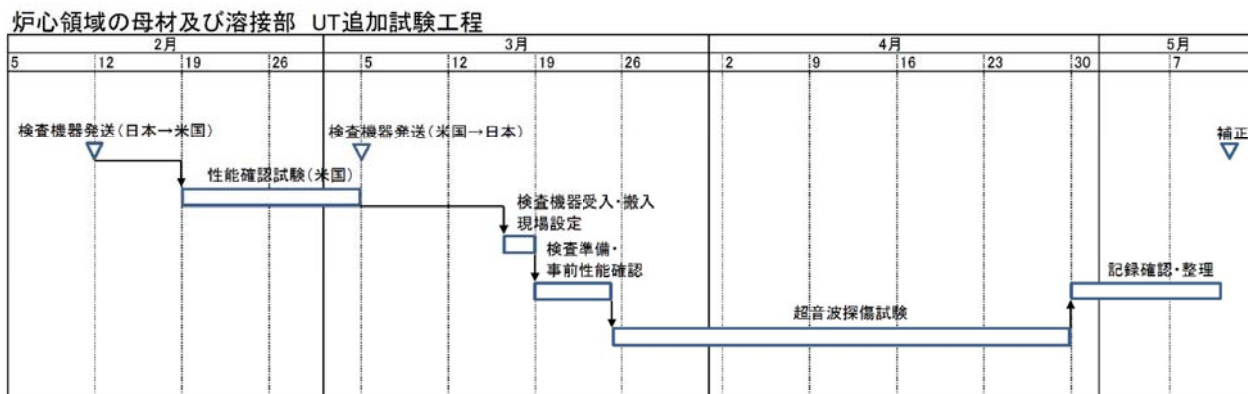 炉心領域の母材及び溶接部 UT追加試験工程
2月 3月 4月 5月
5 12 19 26 5 12 19 26 2 9 16 23 30 7
検査機器発送(日本→米国)
検査機器発送(米国→日本)
補正
性能確認試験(米国)
検査機器受入・搬入
現場設定
検査準備・
事前性能確認
記録確認・整理
超音波探傷試験